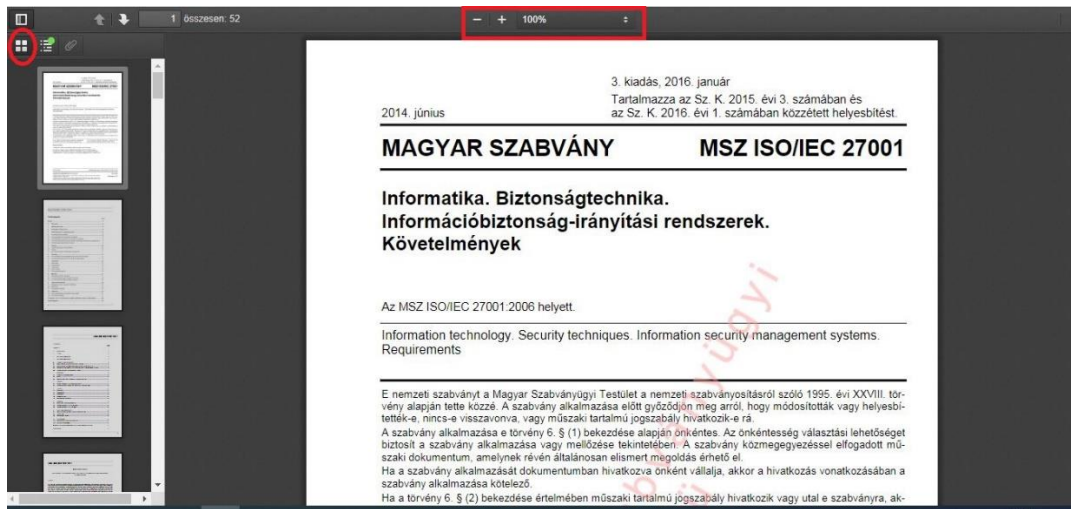 1 összesen: 52
100%
3. kiadás, 2016. január
Tartalmazza az Sz. K. 2015. évi 3. számában és
2014. június az Sz. K. 2016. évi 1. számában közzétett helyesbítést.
MAGYAR SZABVÁNY MSZ ISO/IEC 27001
Informatika. Biztonságtechnika.
Információbiztonság-irányítási rendszerek.
Követelmények
Az MSZ ISO/IEC 27001:2006 helyett.
Information technology. Security techniques. Information security management systems.
Requirements
E nemzeti szabványt a Magyar Szabványügyi Testület a nemzeti szabványosításról szóló 1995. évi XXVIII. tör-
vény alapján tette közzé. A szabvány alkalmazása előtt győződjön meg arról, hogy módosították vagy helyesbí-
tették-e, nincs-e visszavonva, vagy műszaki tartalmú jogszabály hivatkozik-e rá.
A szabvány alkalmazása e törvény 6. § (1) bekezdése alapján önkéntes. Az önkéntesség választási lehetőséget
biztosít a szabvány alkalmazása vagy mellőzése tekintetében. A szabvány közmegegyezéssel elfogadott mű-
szaki dokumentum, amelynek révén általánosan elismert megoldás érhető el.
Ha a szabvány alkalmazását dokumentumban hivatkozva önként vállalja, akkor a hivatkozás vonatkozásában a
szabvány alkalmazása kötelező.
Ha a törvény 6. § (2) bekezdése értelmében műszaki tartalmú jogszabály hivatkozik vagy utal e szabványra, ak-